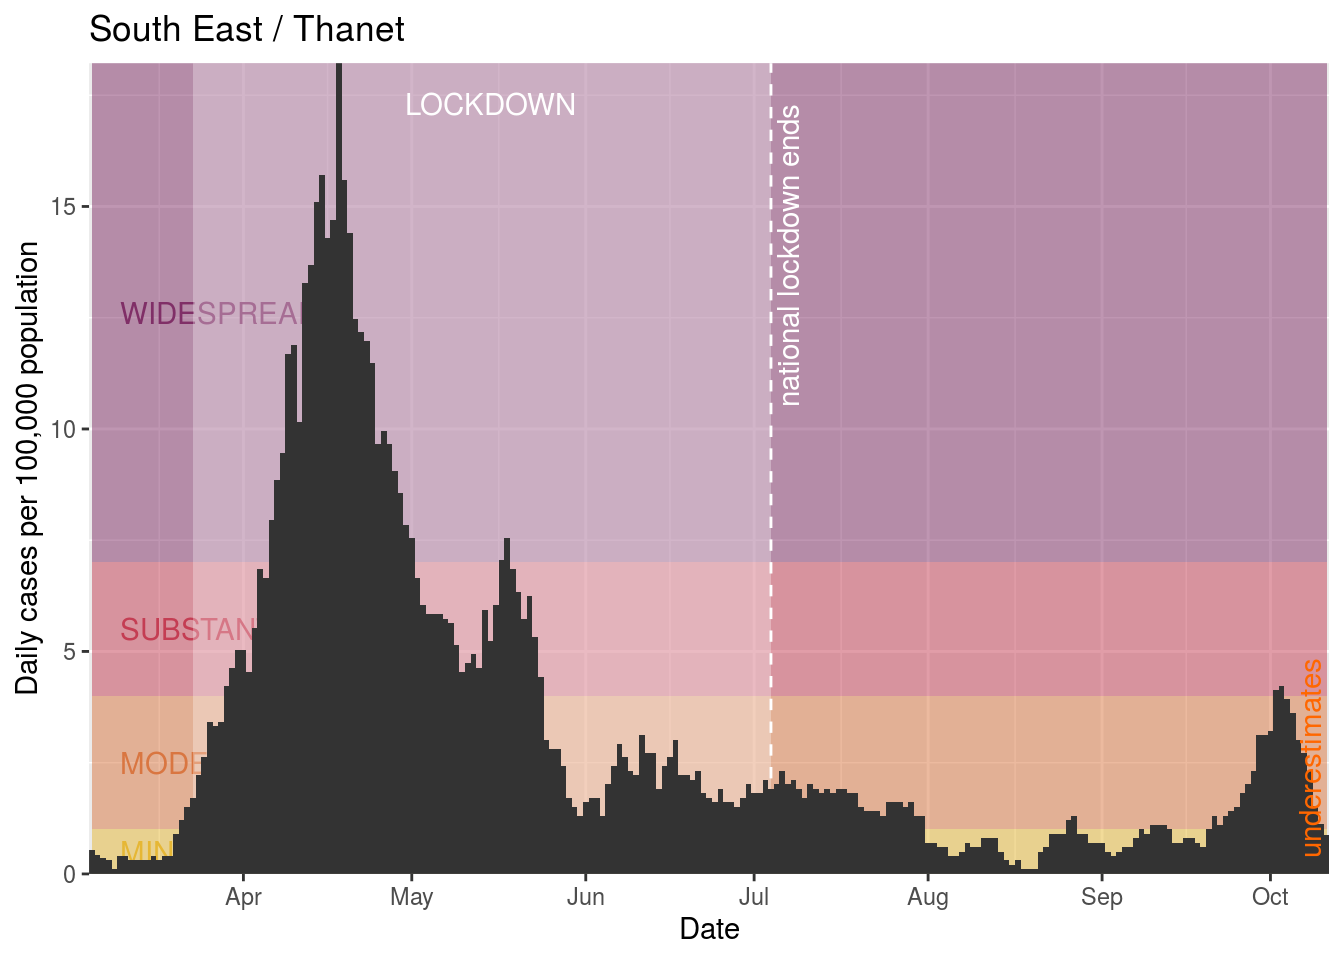 South East / Thanet
LOCKDOWN
national lockdown ends
WIDESPREAD
SUBSTAN
MODE
MIN
underestimates
Daily cases per 100,000 population
15
10
5
0
Apr
May
Jun
Jul
Aug
Sep
Oct
Date